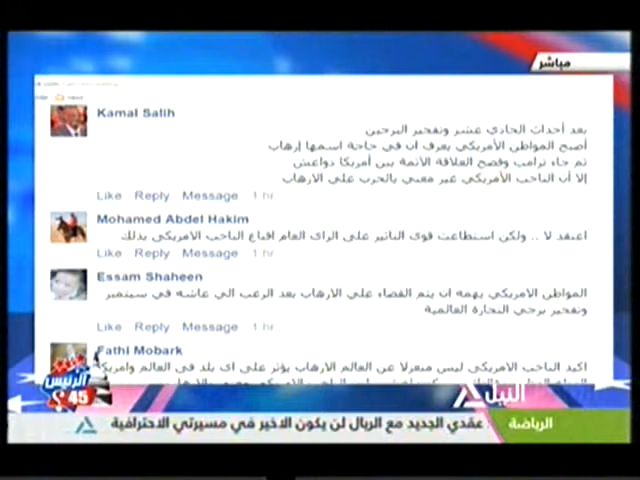 مباشر
Kamal Salih
بعد أحداث الحادي عشر وتفجير البرجين
أصبح المواطن الأمريكي يعرف ان في حاجة اسمها إرهاب
ثم جاء ترامب وفضح العلاقة الآثمة بين أمريكا دواعش
إلا أن الناخب الأمريكي غير معني بالحرب على الارهاب
Like Reply Message 1 hr
Mohamed Abdel Hakim
اعتقد لا .. ولكن استطاعت قوى التاثير على الراى العام اقناع الناخب الامريكى بذلك
Like Reply Message 1 hr
Essam Shaheen
المواطن الامريكي يهمه ان يتم القضاء على الارهاب بعد الرعب الي عاشه في سبتمبر
وتفجير برجي التجارة العالمية
Like Reply Message 1 hr
Fathi Mobark
اكيد الناخب الامريكى ليس منعزلا عن العالم الارهاب يؤثر على اى بلد فى العالم وامريكا
الرئيس
45
النيل
الرياضة
عقدي الجديد مع الريال لن يكون الاخير في مسيرتي الاحترافية